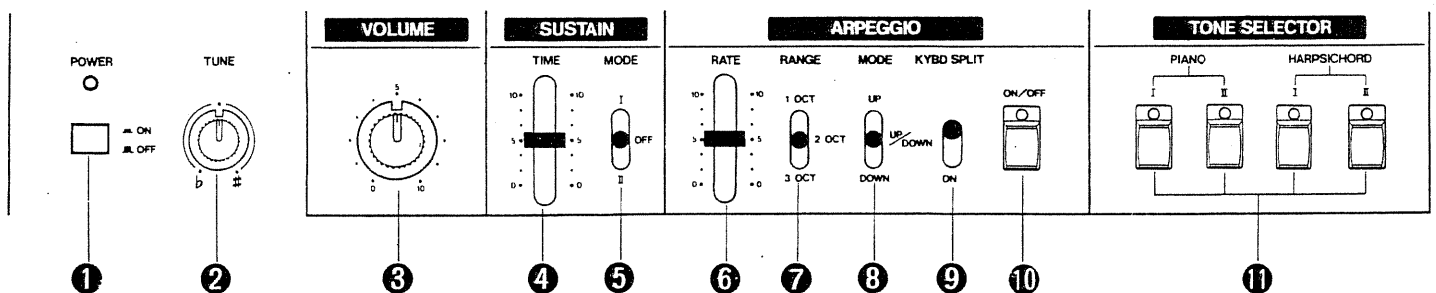 VOLUME SUSTAIN ARPEGGIO TONE SELECTOR
POWER TUNE TIME MODE RATE RANGE MODE KYBD SPLIT ON/OFF PIANO HARPSICHORD
I II I II
5
10 10 I 10 10 1 OCT UP
ON
OFF
5 5 OFF 5 5 2 OCT UP/DOWN
♭ ♯ 0 10 0 0 II 0 0 3 OCT DOWN ON
1 2 3 4 5 6 7 8 9 10 11